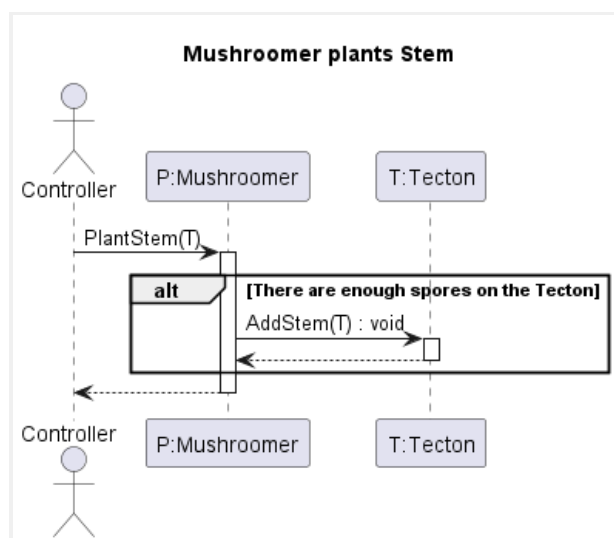 Mushroomer plants Stem
Controller
P:Mushroomer
T:Tecton
PlantStem(T)
alt
[There are enough spores on the Tecton]
AddStem(T) : void
Controller
P:Mushroomer
T:Tecton